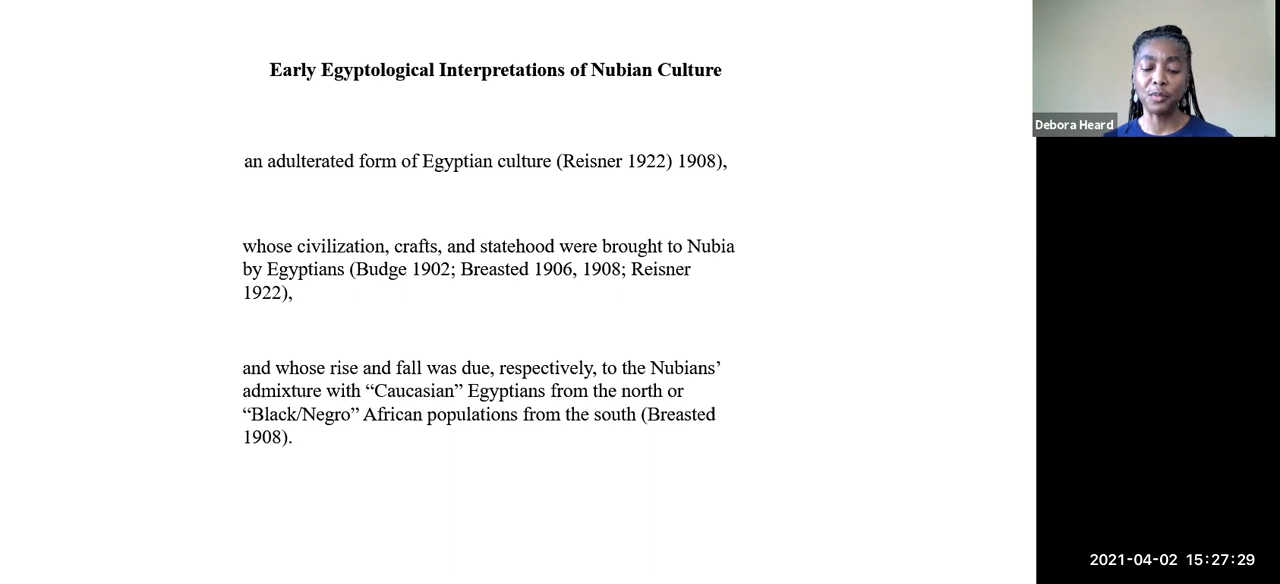 Early Egyptological Interpretations of Nubian Culture
an adulterated form of Egyptian culture (Reisner 1922) 1908),
whose civilization, crafts, and statehood were brought to Nubia
by Egyptians (Budge 1902; Breasted 1906, 1908; Reisner
1922),
and whose rise and fall was due, respectively, to the Nubians’
admixture with “Caucasian” Egyptians from the north or
“Black/Negro” African populations from the south (Breasted
1908).
Debora Heard
2021-04-02 15:27:29